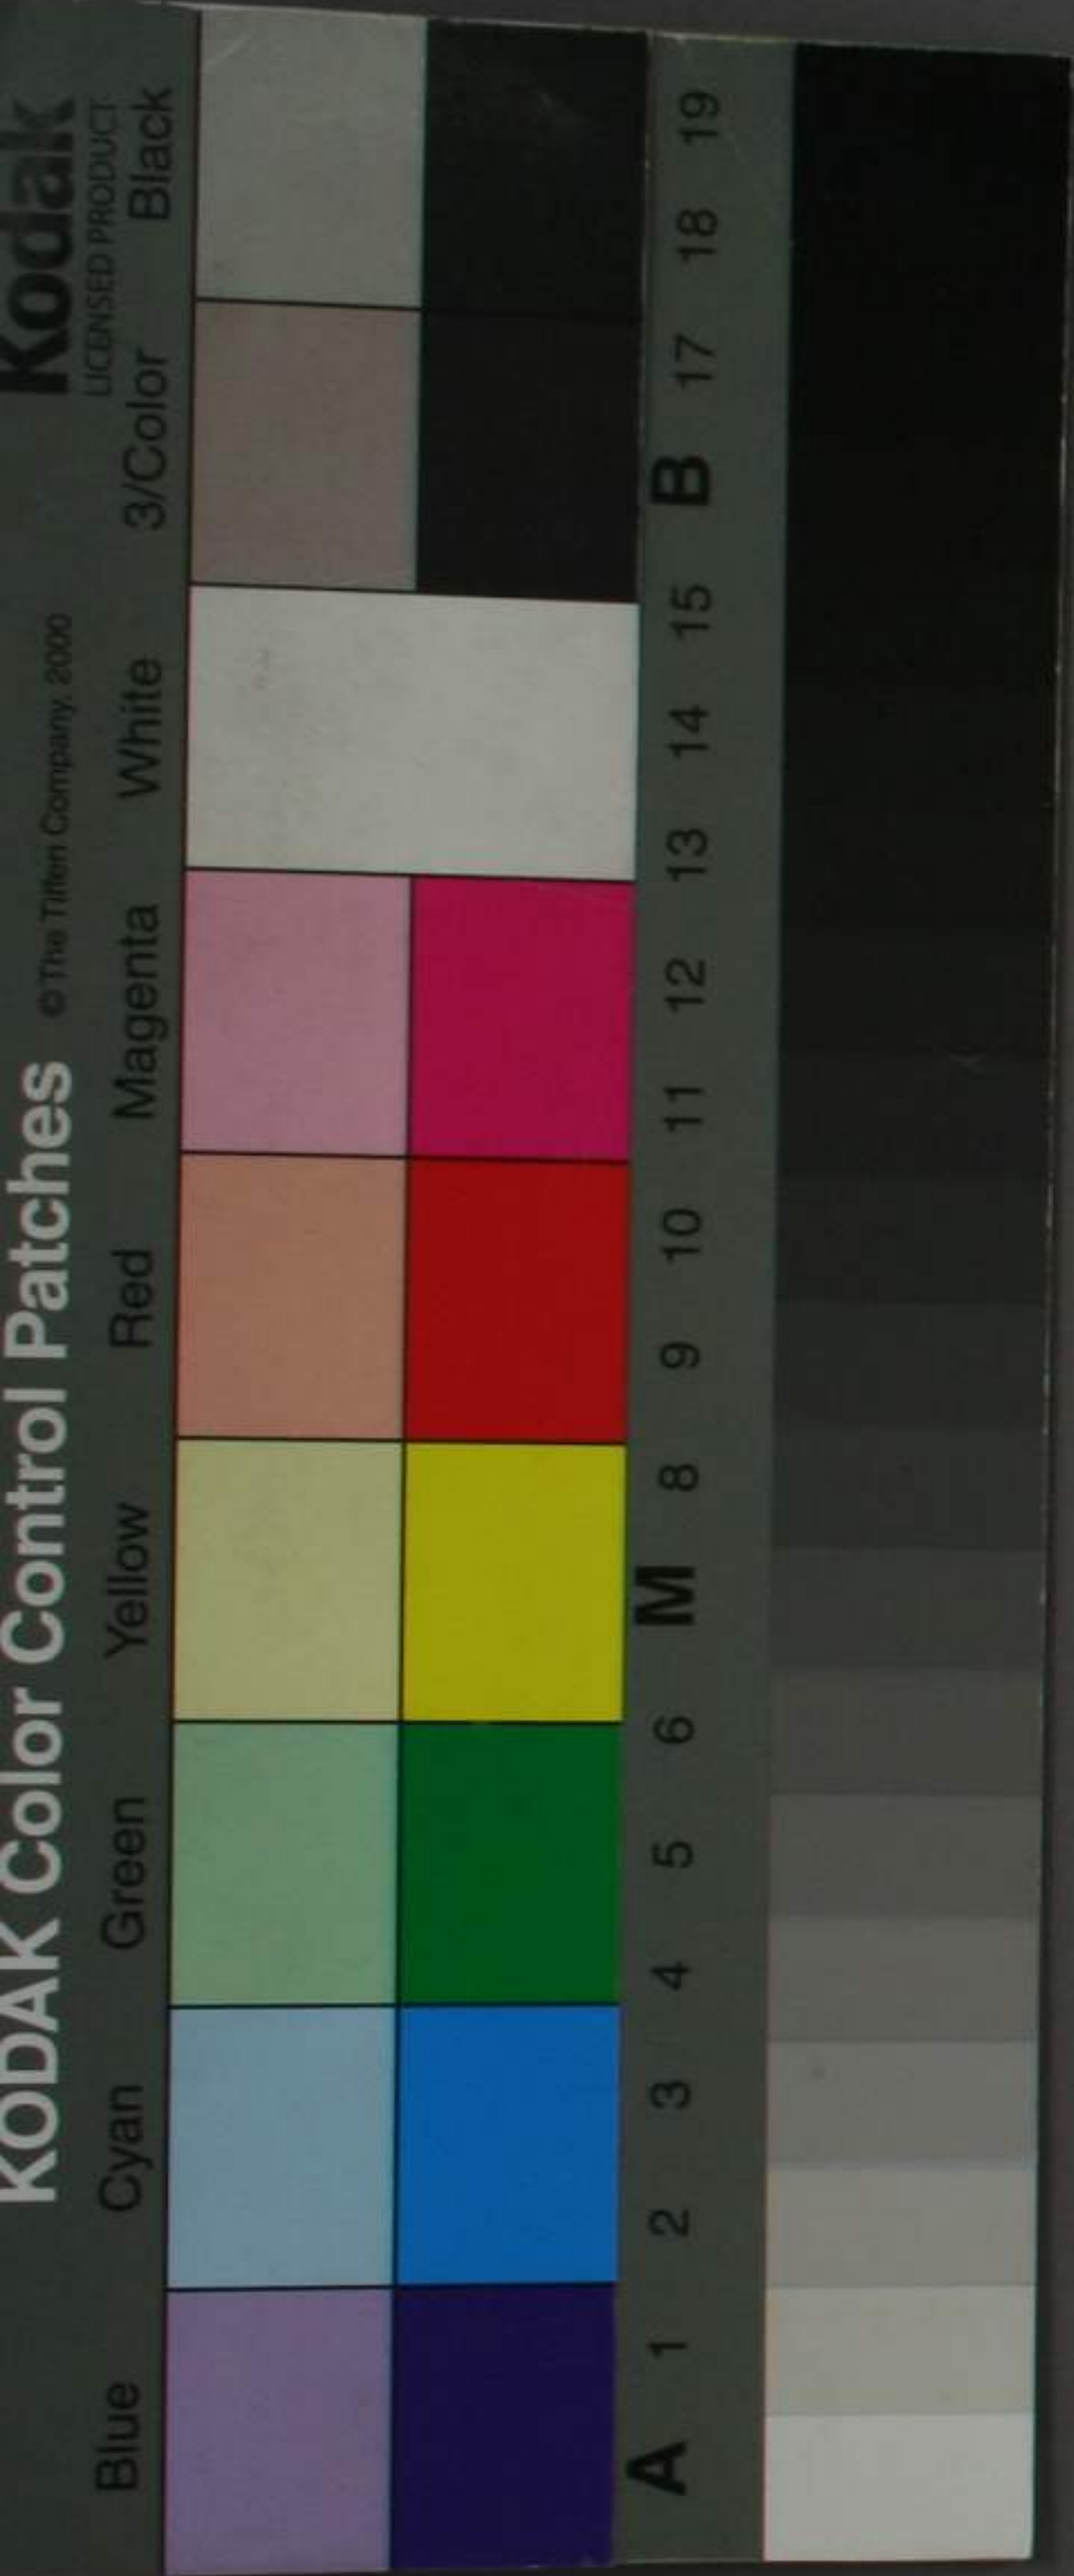 KODAK Color Control Patches © The Tiffen Company, 2000 Kodak
LICENSED PRODUCT
Blue Cyan Green Yellow Red Magenta White 3/Color Black
A 1 2 3 4 5 6 M 8 9 10 11 12 13 14 15 B 17 18 19